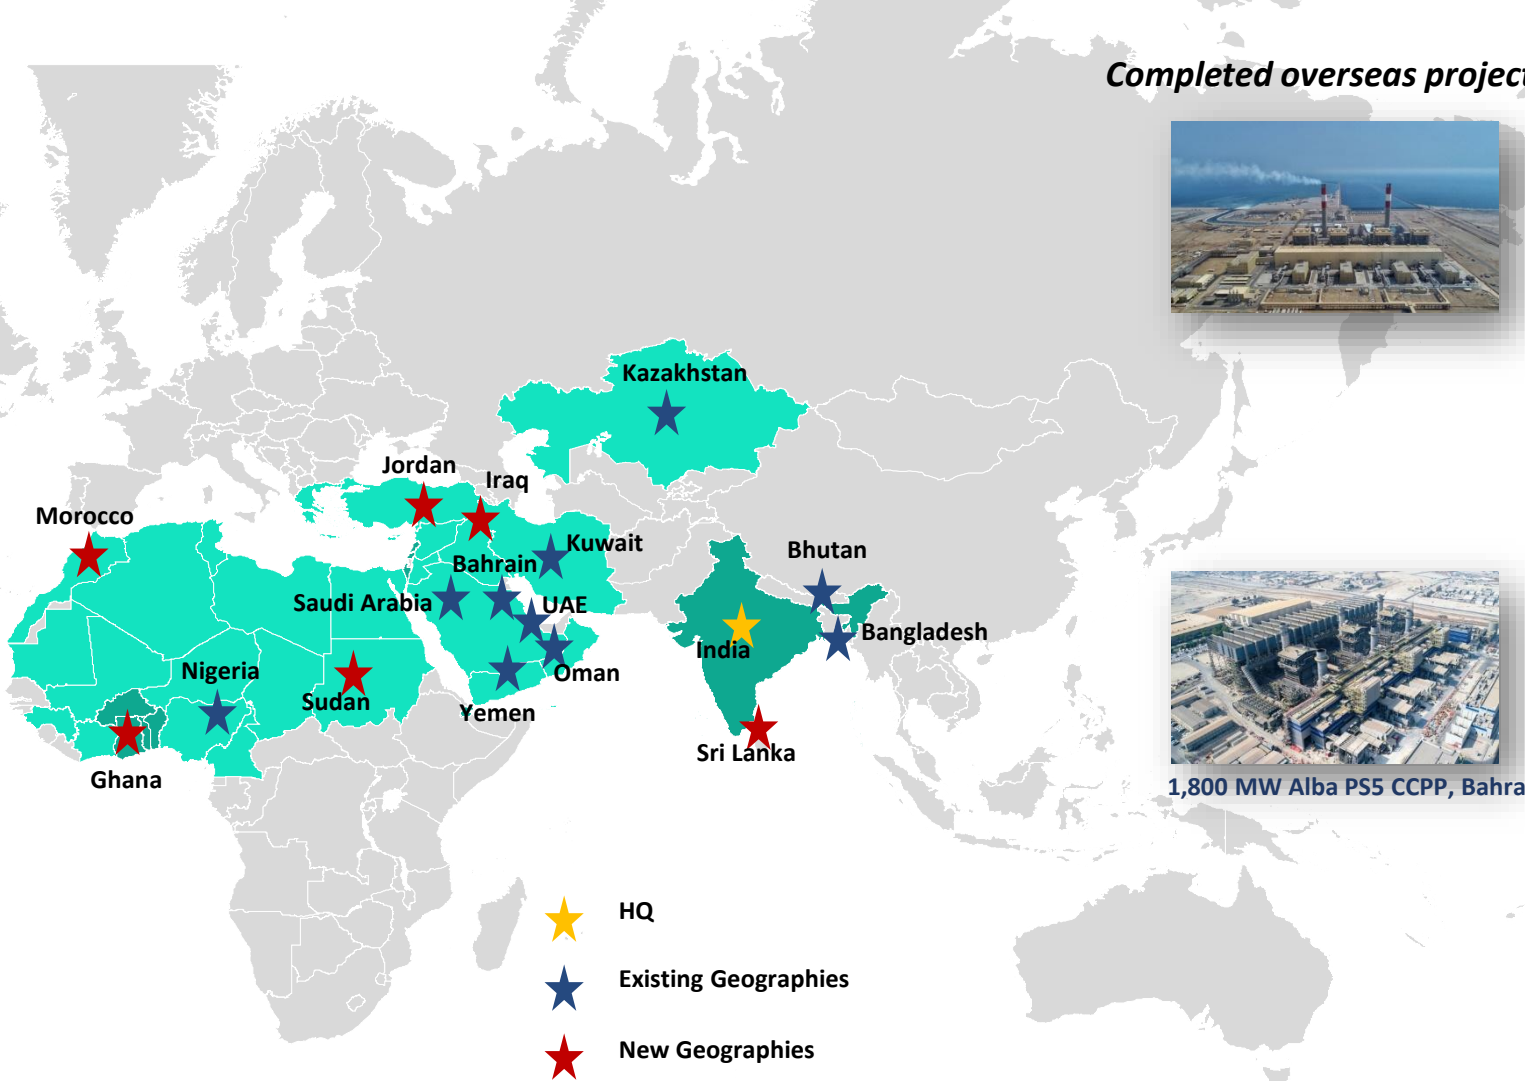 Completed overseas project
Kazakhstan
Jordan
Iraq
Morocco
Kuwait
Bhutan
Bahrain
Saudi Arabia
UAE
Bangladesh
India
Nigeria
Oman
Sudan
Yemen
Sri Lanka
Ghana
1,800 MW Alba PS5 CCPP, Bahra
HQ
Existing Geographies
New Geographies